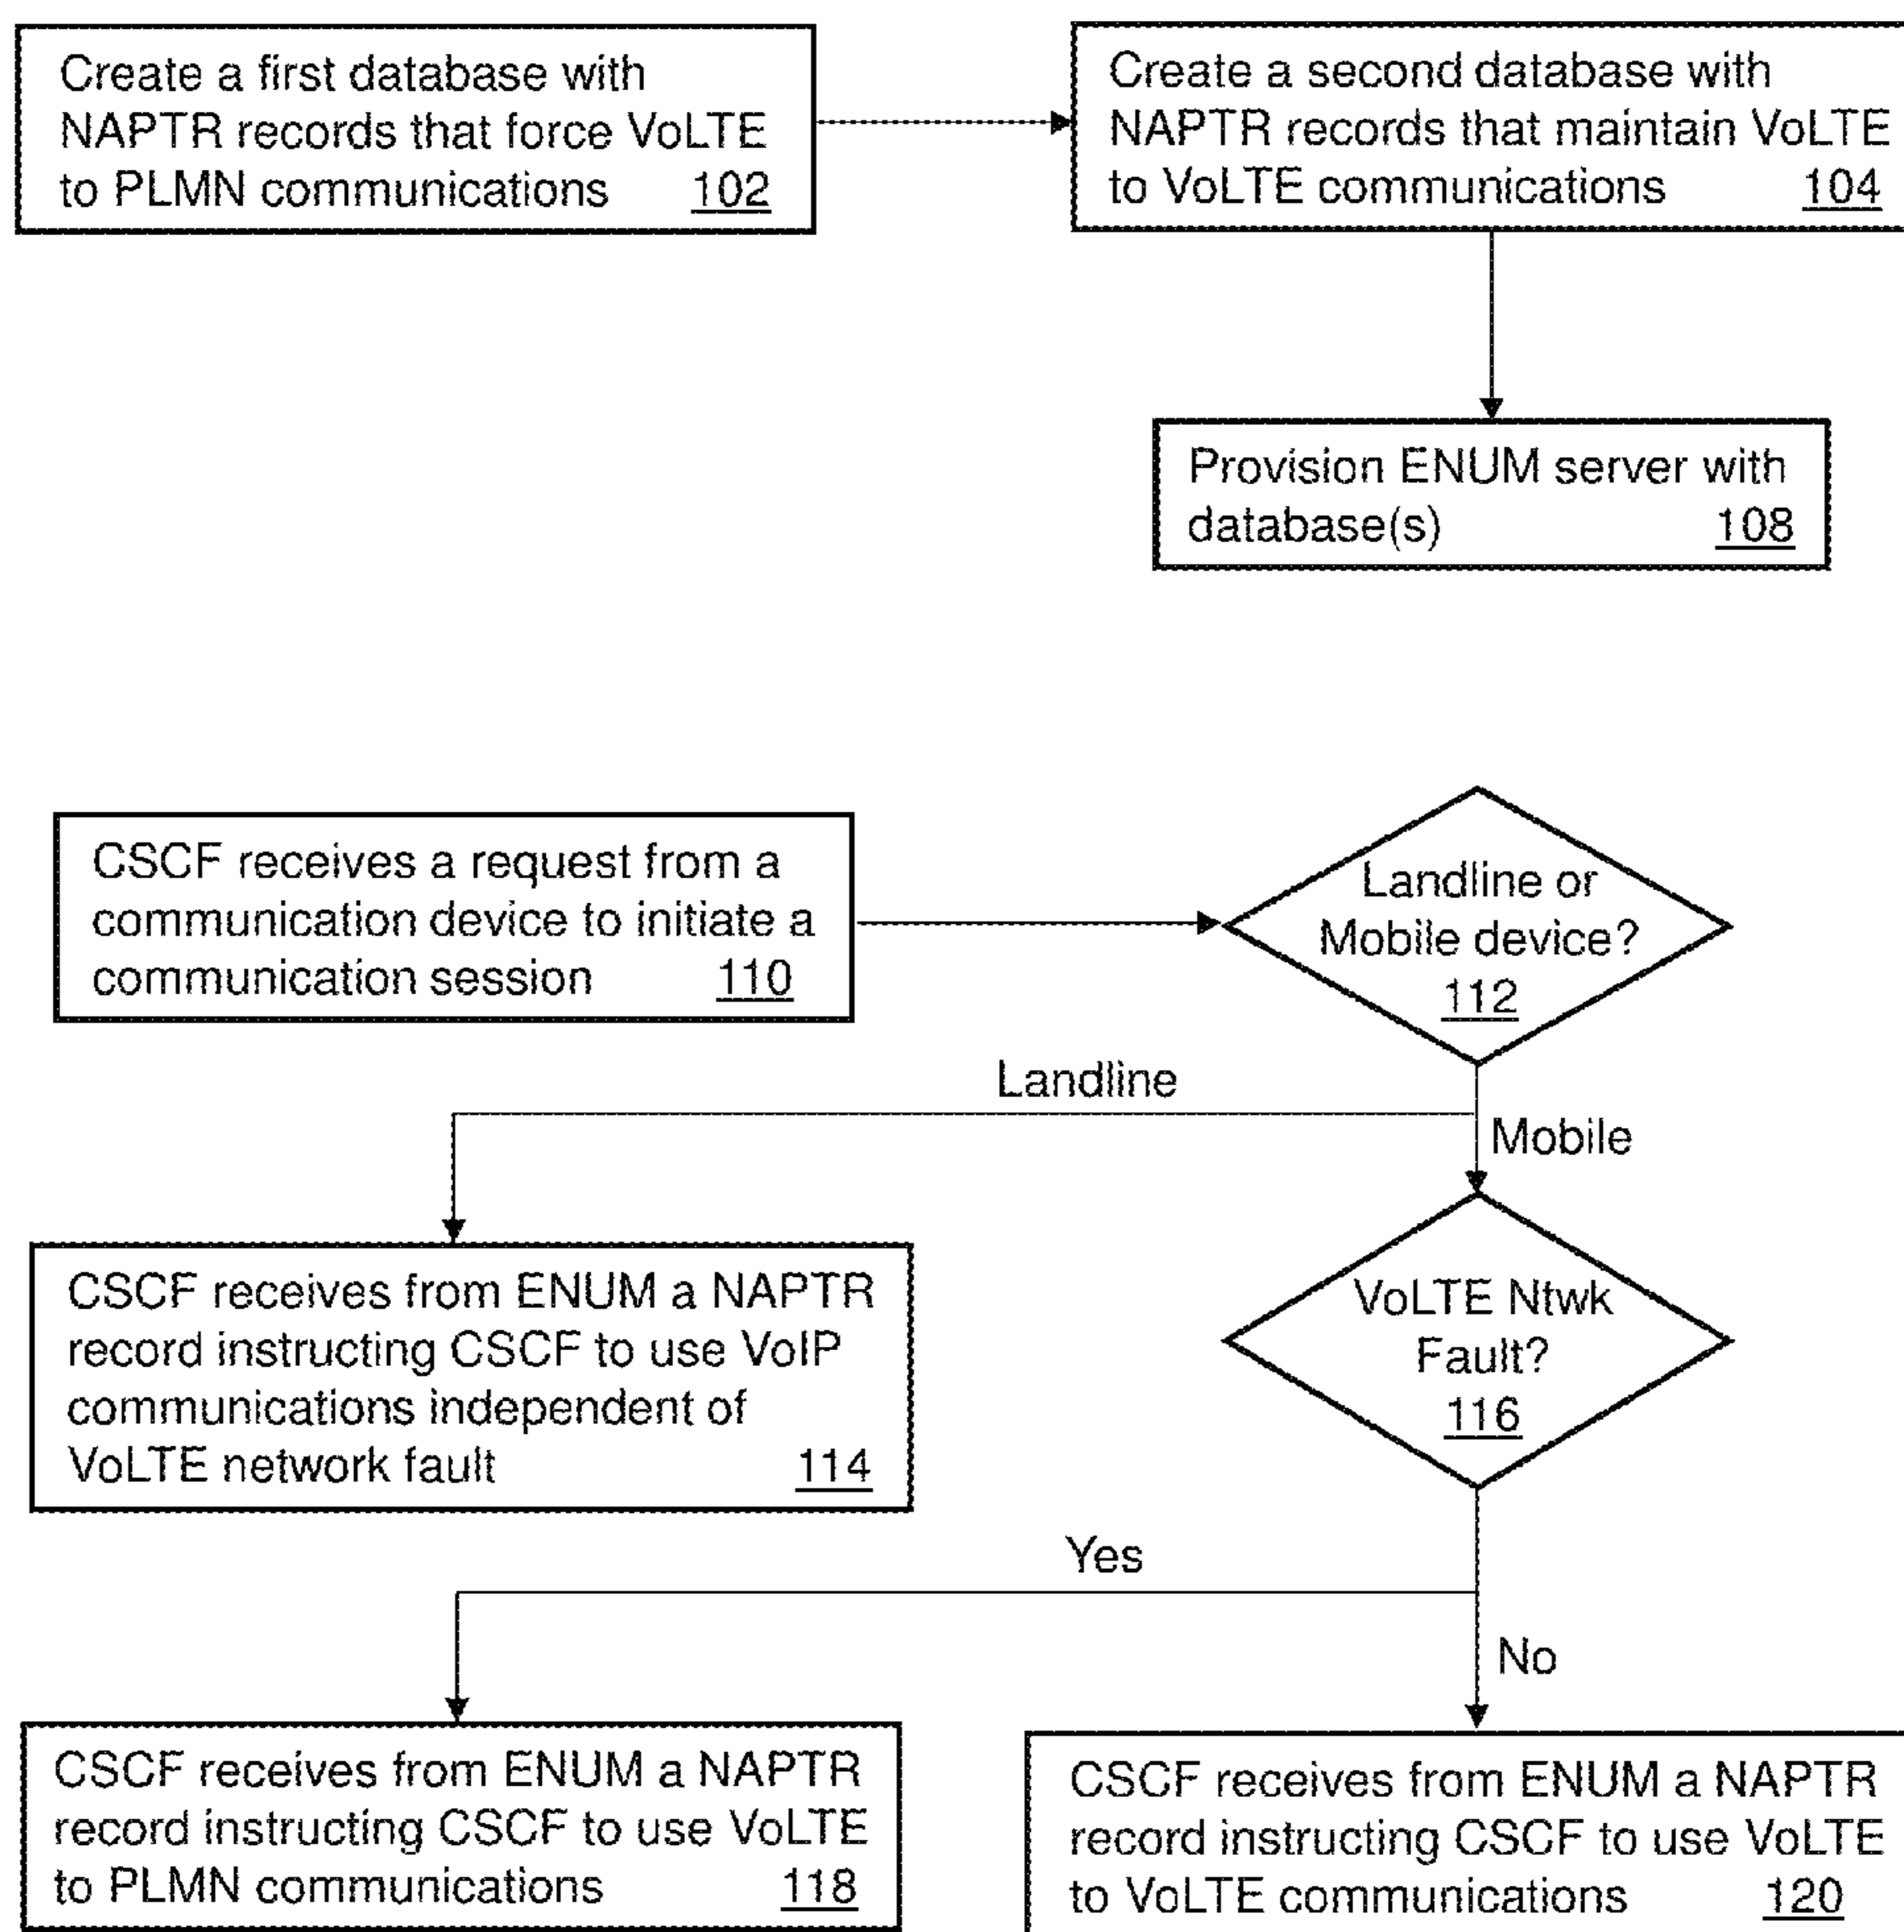 Create a first database with
NAPTR records that force VoLTE
to PLMN communications 102
Create a second database with
NAPTR records that maintain VoLTE
to VoLTE communications 104
Provision ENUM server with
database(s) 108
CSCF receives a request from a
communication device to initiate a
communication session 110
Landline or
Mobile device?
112
Landline
Mobile
CSCF receives from ENUM a NAPTR
record instructing CSCF to use VoIP
communications independent of
VoLTE network fault 114
VoLTE Ntwk
Fault?
116
Yes
No
CSCF receives from ENUM a NAPTR
record instructing CSCF to use VoLTE
to PLMN communications 118
CSCF receives from ENUM a NAPTR
record instructing CSCF to use VoLTE
to VoLTE communications 120